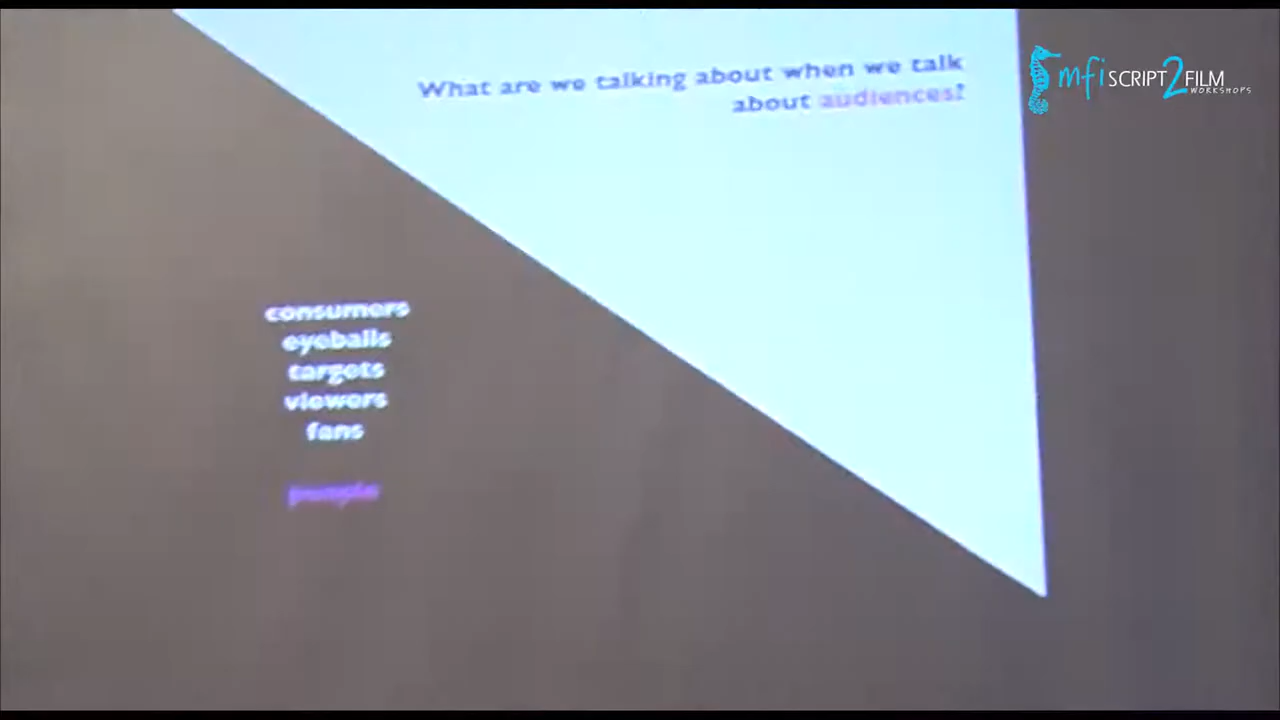 What are we talking about when we talk
about audiences?
mfi SCRIPT2FILM
WORKSHOPS
consumers
eyeballs
targets
viewers
fans
people